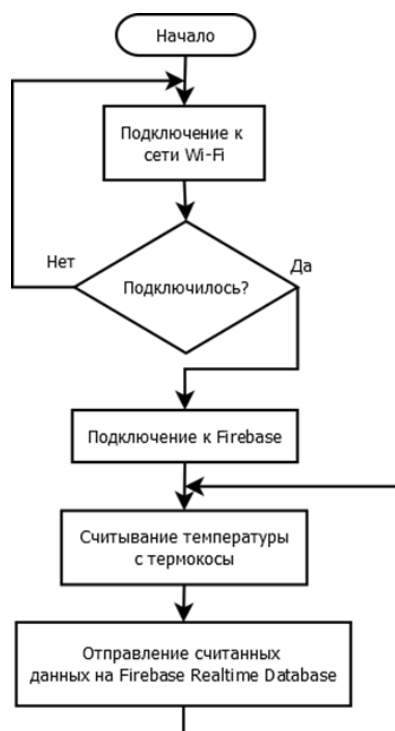 Начало
Подключение к
сети Wi-Fi
Нет
Да
Подключилось?
Подключение к Firebase
Считывание температуры
с термокосы
Отправление считанных
данных на Firebase Realtime Database